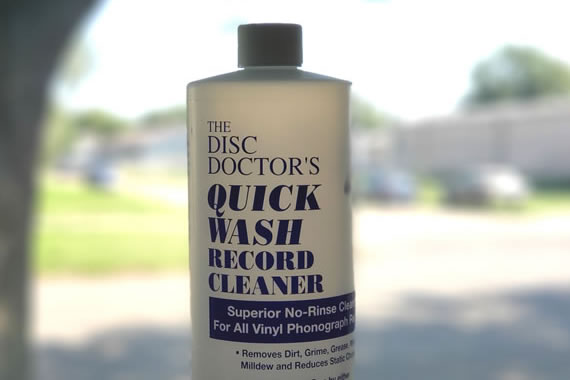 THE
DISC
DOCTOR'S
QUICK
WASH
RECORD
CLEANER
Superior No-Rinse
For All Vinyl Phonograph
• Removes Dirt, Grime, Grease,
Milldew and Reduces Static